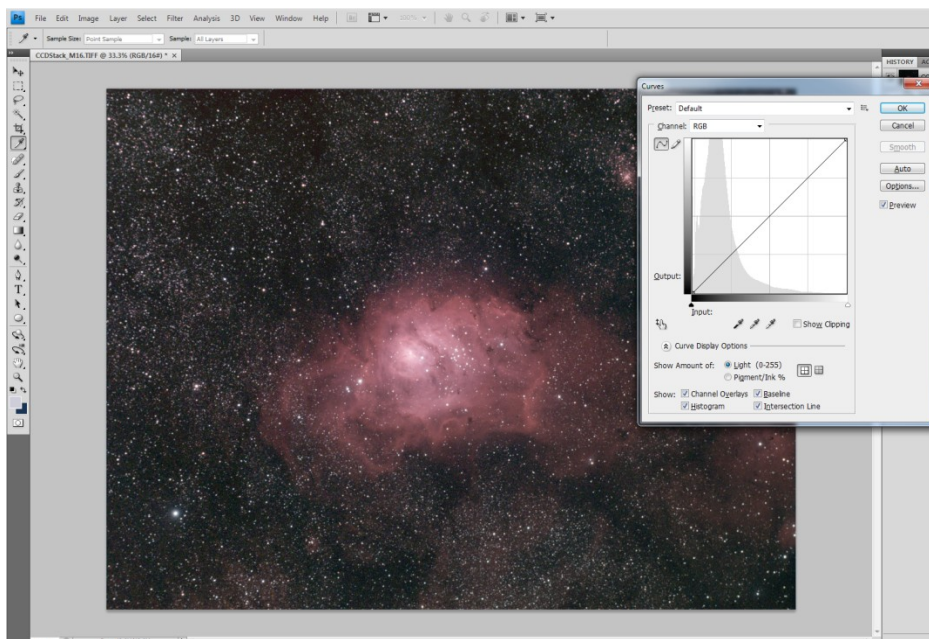 Ps File Edit Image Layer Select Filter Analysis 3D View Window Help
Sample Size: Point Sample Sample: All Layers
CCDStack_M16.TIFF @ 33.3% (RGB/16#) * ×
HISTORY
Curves
Preset: Default
OK
Channel: RGB
Cancel
Smooth
Auto
Options...
Preview
Output:
Input:
Show Clipping
Curve Display Options
Show Amount of: Light (0-255)
Pigment/Ink %
Show: Channel Overlays Baseline
Histogram Intersection Line